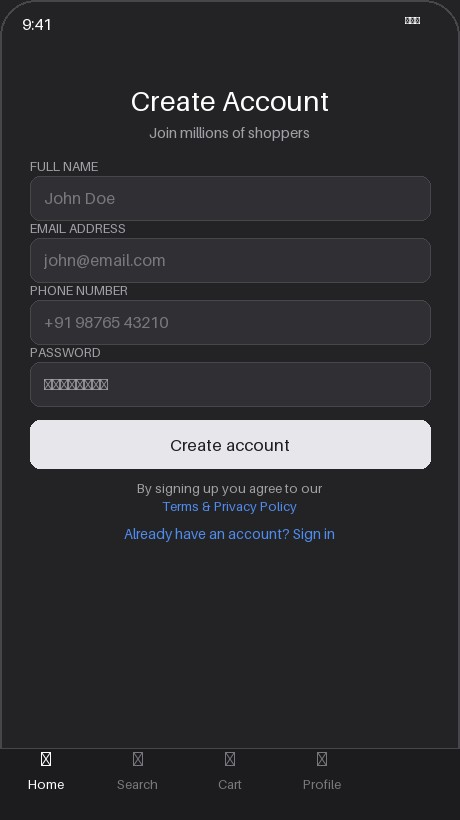 9:41
Create Account
Join millions of shoppers
FULL NAME
John Doe
EMAIL ADDRESS
john@email.com
PHONE NUMBER
+91 98765 43210
PASSWORD
Create account
By signing up you agree to our
Terms & Privacy Policy
Already have an account? Sign in
Home Search Cart Profile